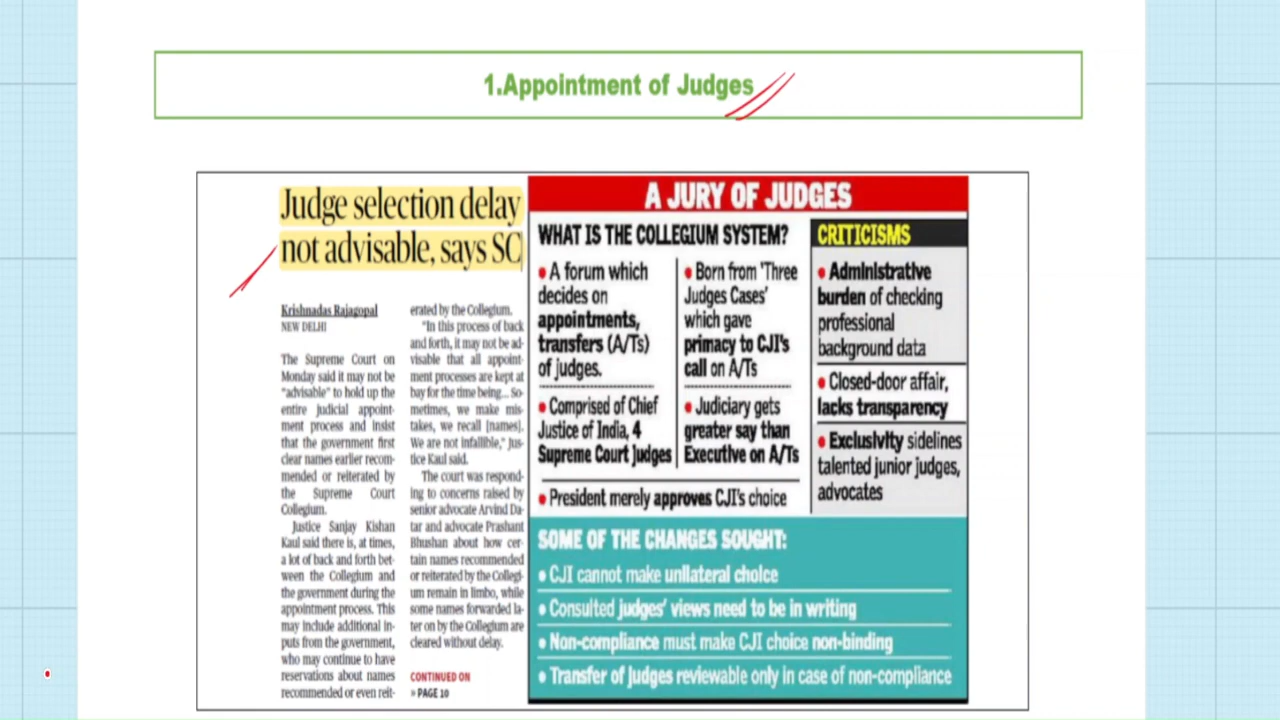 1.Appointment of Judges
Judge selection delay
not advisable, says SC
Krishnadas Rajagopal
NEW DELHI
The Supreme Court on
Monday said it may not be
"advisable" to hold up the
entire judicial appoint-
ment process and insist
that the government first
clear names earlier recom-
mended or reiterated by
the Supreme Court
Collegium.
Justice Sanjay Kishan
Kaul said there is, at times,
a lot of back and forth bet-
ween the Collegium and
the government during the
appointment process. This
may include additional in-
puts from the government,
who may continue to have
reservations about names
recommended or even reit-
erated by the Collegium.
"In this process of back
and forth, it may not be ad-
visable that all appoint-
ment processes are kept at
bay for the time being... So-
metimes, we make mis-
takes, we recall [names].
We are not infallible," Jus-
tice Kaul said.
The court was respond-
ing to concerns raised by
senior advocate Arvind Da-
tar and advocate Prashant
Bhushan about how cer-
tain names recommended
or reiterated by the Collegi-
um remain in limbo, while
some names forwarded la-
ter on by the Collegium are
cleared without delay.
CONTINUED ON
» PAGE 10
A JURY OF JUDGES
WHAT IS THE COLLEGIUM SYSTEM?
• A forum which
decides on
appointments,
transfers (A/Ts)
of judges.
• Comprised of Chief
Justice of India, 4
Supreme Court Judges
• Born from 'Three
Judges Cases'
which gave
primacy to CJI's
call on A/Ts
• Judiciary gets
greater say than
Executive on A/Ts
• President merely approves CJI's choice
CRITICISMS
• Administrative
burden of checking
professional
background data
• Closed-door affair,
lacks transparency
• Exclusivity sidelines
talented junior judges,
advocates
SOME OF THE CHANGES SOUGHT:
• CJI cannot make unilateral choice
• Consulted judges' views need to be in writing
• Non-compliance must make CJI choice non-binding
• Transfer of judges reviewable only in case of non-compliance